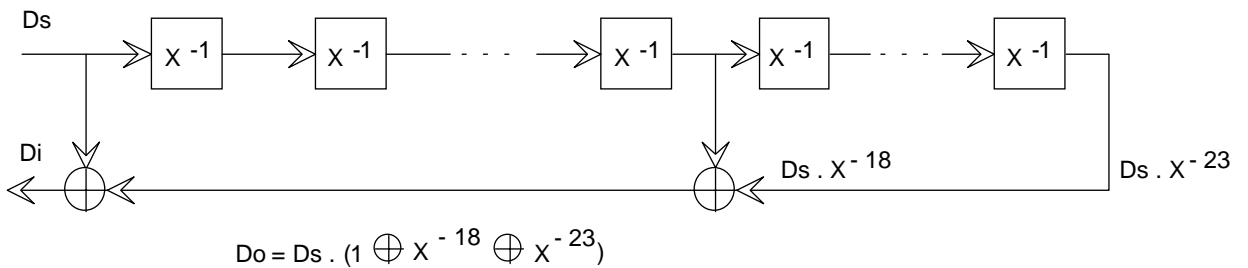 Ds
X -1 X -1 - - - X -1 X -1 - - - X -1
Di
Ds . X - 18 Ds . X - 23
Do = Ds . (1 ⊕ X - 18 ⊕ X - 23)